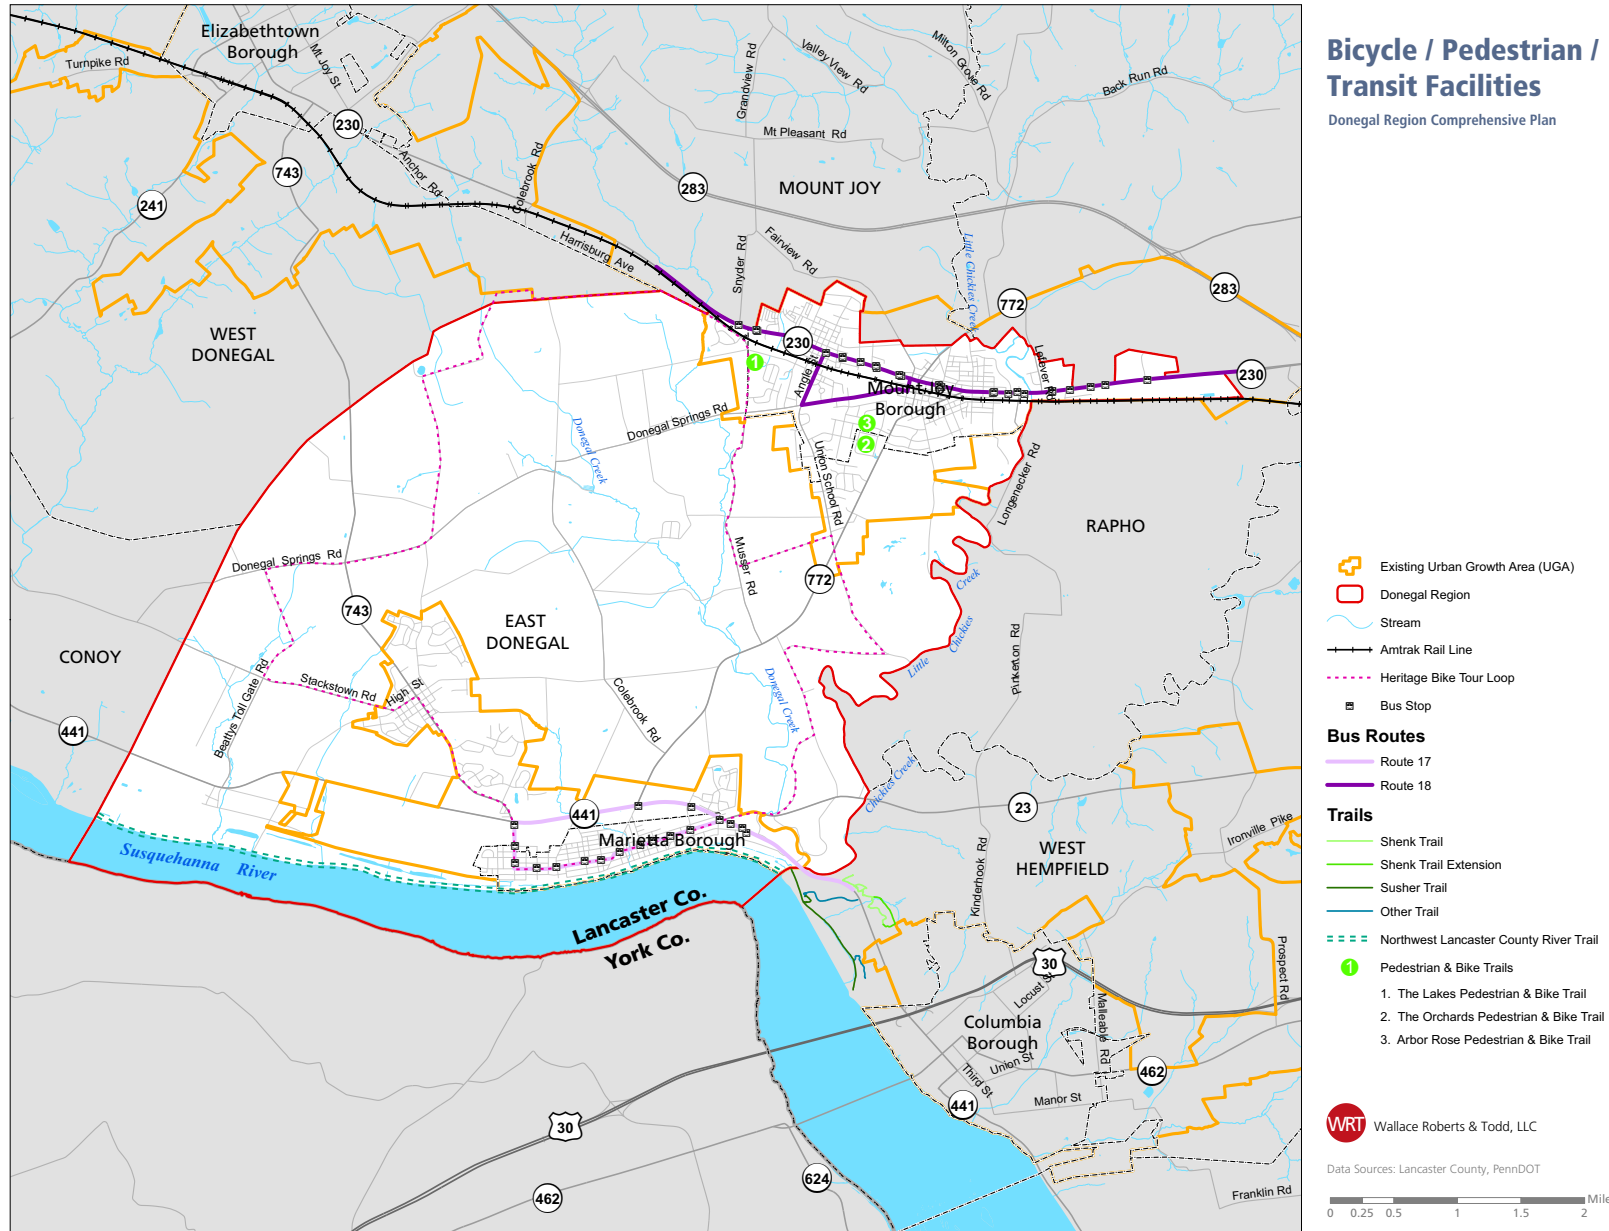 Bicycle / Pedestrian /
Transit Facilities
Donegal Region Comprehensive Plan
Elizabethtown
Borough
Turnpike Rd
Mt Joy St
230
Anchor Rd
743
241
Colebrook Rd
Harrisburg Ave
Grandview Rd
Valley View Rd
Milton Grove Rd
Back Run Rd
Mt Pleasant Rd
283
MOUNT JOY
Snyder Rd
Fairview Rd
Little Chickies Creek
772
283
WEST
DONEGAL
230
1
Angle St
Lefever Rd
230
Mount Joy
Borough
3
2
Donegal Springs Rd
Donegal Creek
Union School Rd
Longenecker Rd
RAPHO
Donegal Springs Rd
Musser Rd
772
743
EAST
DONEGAL
Little Chickies Creek
CONOY
Beattys Toll Gate Rd
Stackstown Rd
High St
Colebrook Rd
Donegal Creek
Pinkerton Rd
441
Chickies Creek
441
23
Marietta Borough
Ironville Pike
Susquehanna River
Kinderhook Rd
WEST
HEMPFIELD
Lancaster Co.
York Co.
30
Locust St
Prospect Rd
Malleable Rd
Columbia
Borough
Union St
Third St
462
441
Manor St
30
624
462
Franklin Rd
Existing Urban Growth Area (UGA)
Donegal Region
Stream
Amtrak Rail Line
Heritage Bike Tour Loop
Bus Stop
Bus Routes
Route 17
Route 18
Trails
Shenk Trail
Shenk Trail Extension
Susher Trail
Other Trail
Northwest Lancaster County River Trail
1 Pedestrian & Bike Trails
1. The Lakes Pedestrian & Bike Trail
2. The Orchards Pedestrian & Bike Trail
3. Arbor Rose Pedestrian & Bike Trail
WRT Wallace Roberts & Todd, LLC
Data Sources: Lancaster County, PennDOT
Mile
0 0.25 0.5 1 1.5 2